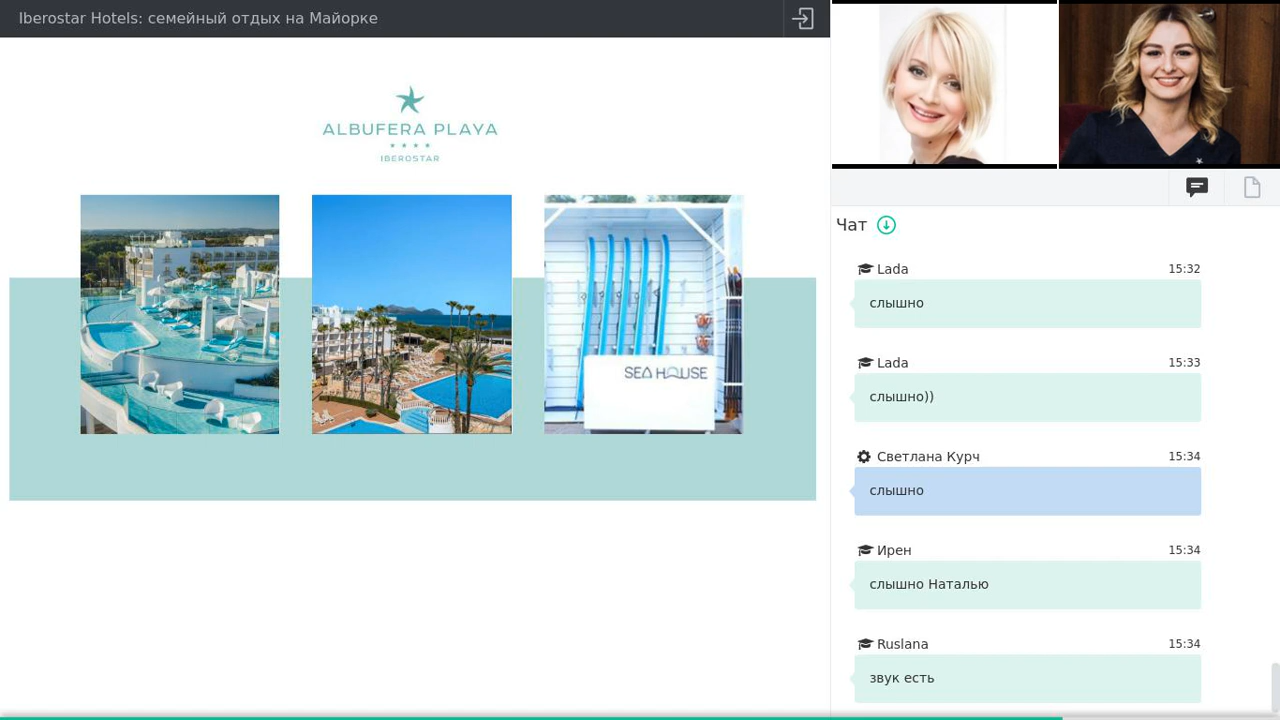 Iberostar Hotels: семейный отдых на Майорке
ALBUFERA PLAYA
IBEROSTAR
SEA HOUSE
Чат
Lada 15:32
слышно
Lada 15:33
слышно))
Светлана Курч 15:34
слышно
Ирен 15:34
слышно Наталью
Ruslana 15:34
звук есть